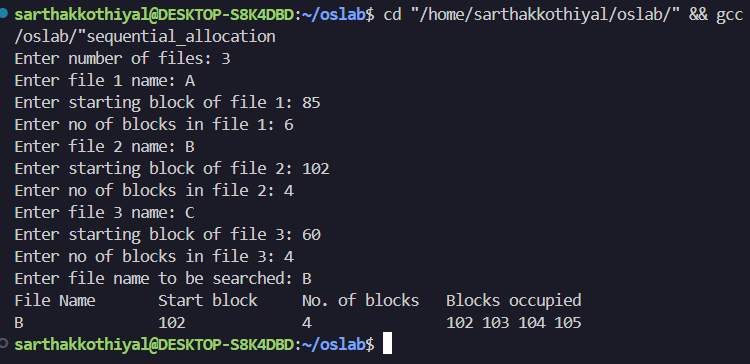 sarthakkothiyal@DESKTOP-S8K4DBD:~/oslab$ cd "/home/sarthakkothiyal/oslab/" && gcc
/oslab/"sequential_allocation
Enter number of files: 3
Enter file 1 name: A
Enter starting block of file 1: 85
Enter no of blocks in file 1: 6
Enter file 2 name: B
Enter starting block of file 2: 102
Enter no of blocks in file 2: 4
Enter file 3 name: C
Enter starting block of file 3: 60
Enter no of blocks in file 3: 4
Enter file name to be searched: B
File Name       Start block     No. of blocks   Blocks occupied
B               102             4               102 103 104 105
sarthakkothiyal@DESKTOP-S8K4DBD:~/oslab$